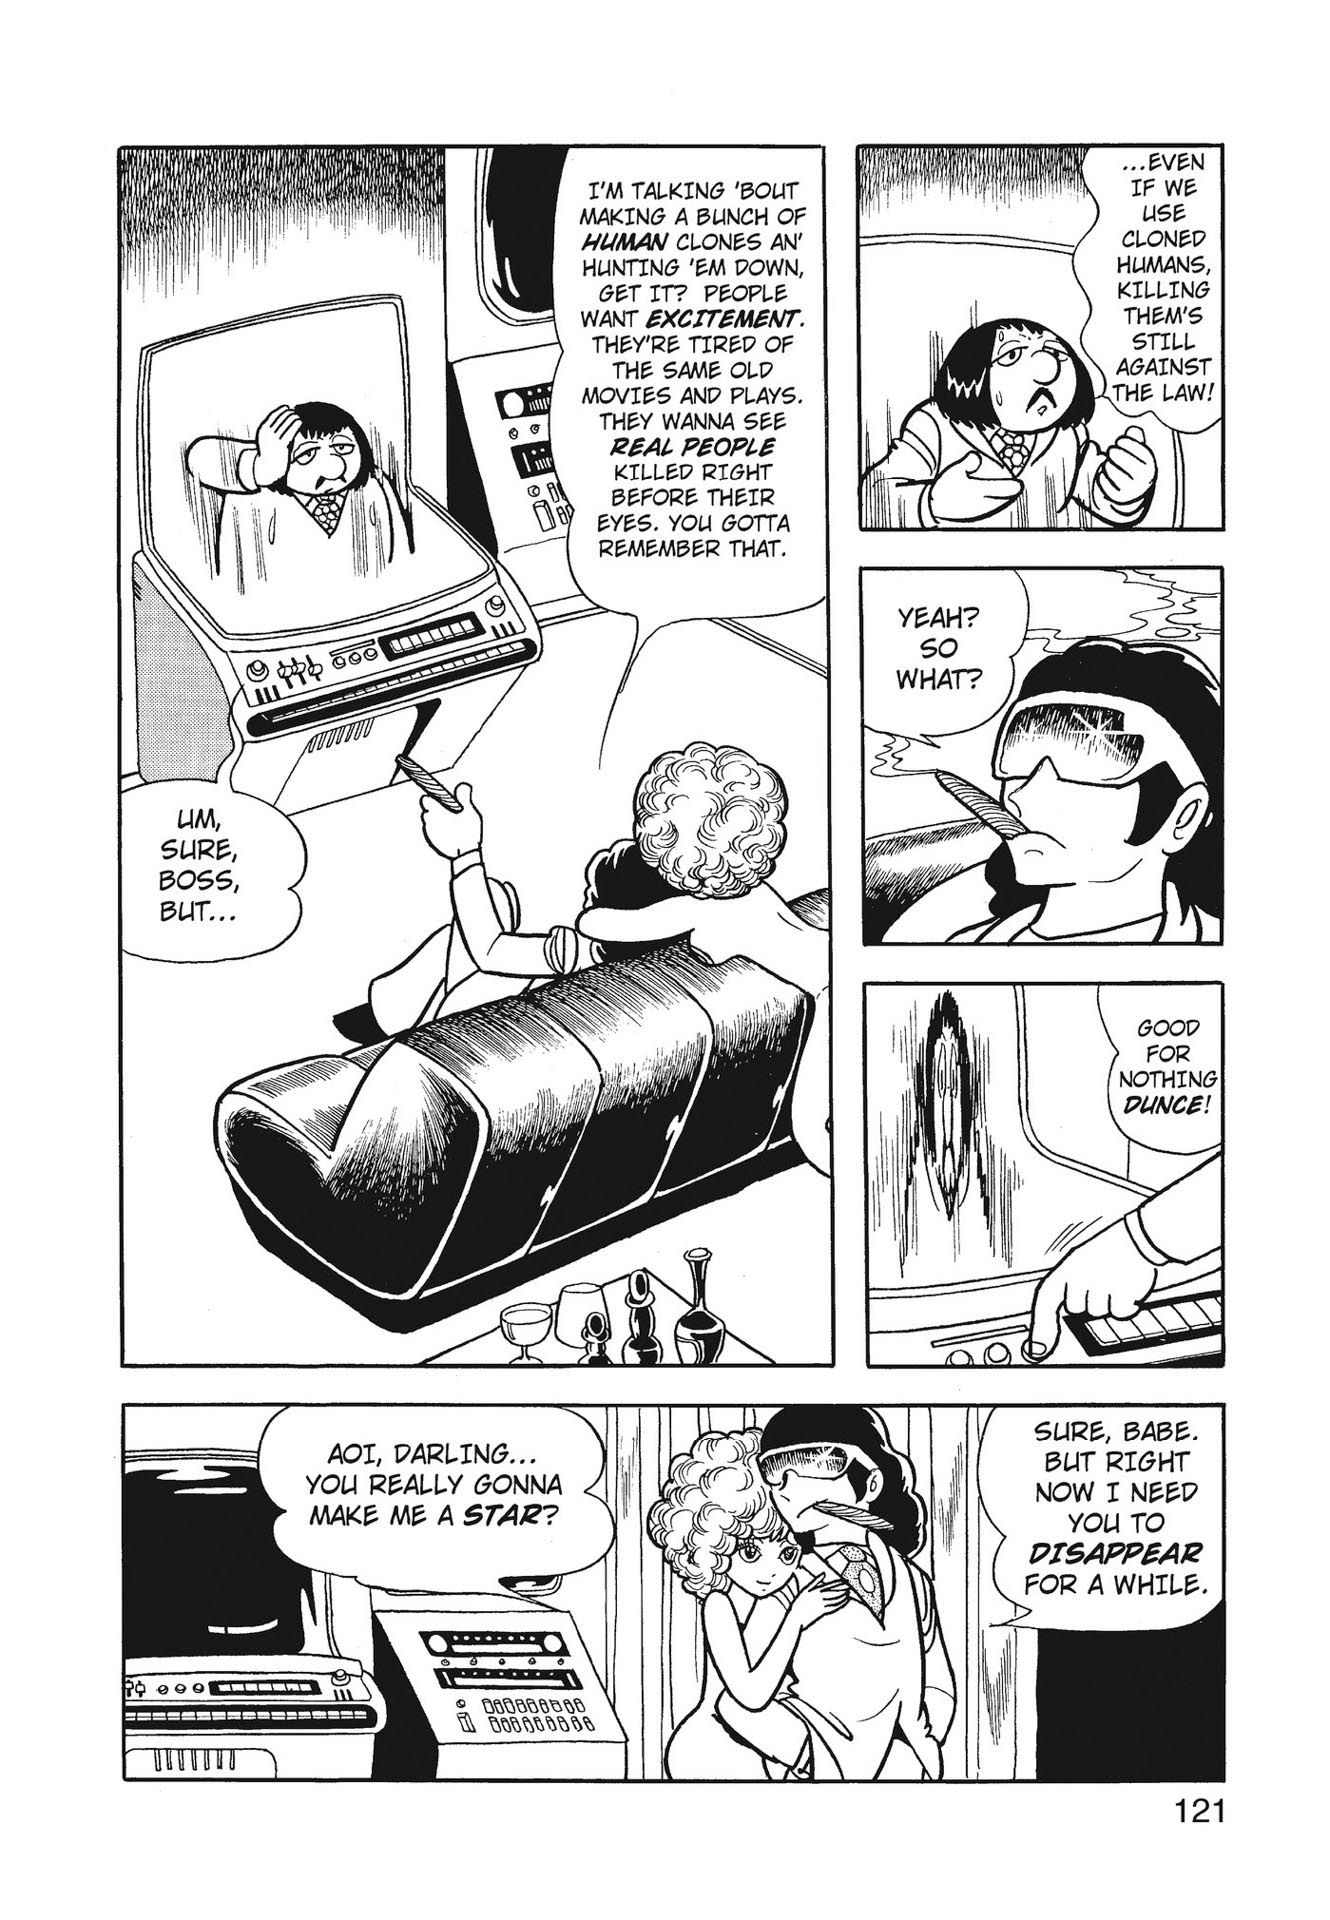 I'M TALKING 'BOUT
MAKING A BUNCH OF
HUMAN CLONES AN'
HUNTING 'EM DOWN,
GET IT? PEOPLE
WANT EXCITEMENT.
THEY'RE TIRED OF
THE SAME OLD
MOVIES AND PLAYS.
THEY WANNA SEE
REAL PEOPLE
KILLED RIGHT
BEFORE THEIR
EYES. YOU GOTTA
REMEMBER THAT.
UM,
SURE,
BOSS,
BUT...
...EVEN
IF WE
USE
CLONED
HUMANS,
KILLING
THEM'S
STILL
AGAINST
THE LAW!
YEAH?
SO
WHAT?
GOOD
FOR
NOTHING
DUNCE!
AOI, DARLING...
YOU REALLY GONNA
MAKE ME A STAR?
SURE, BABE.
BUT RIGHT
NOW I NEED
YOU TO
DISAPPEAR
FOR A WHILE.
121